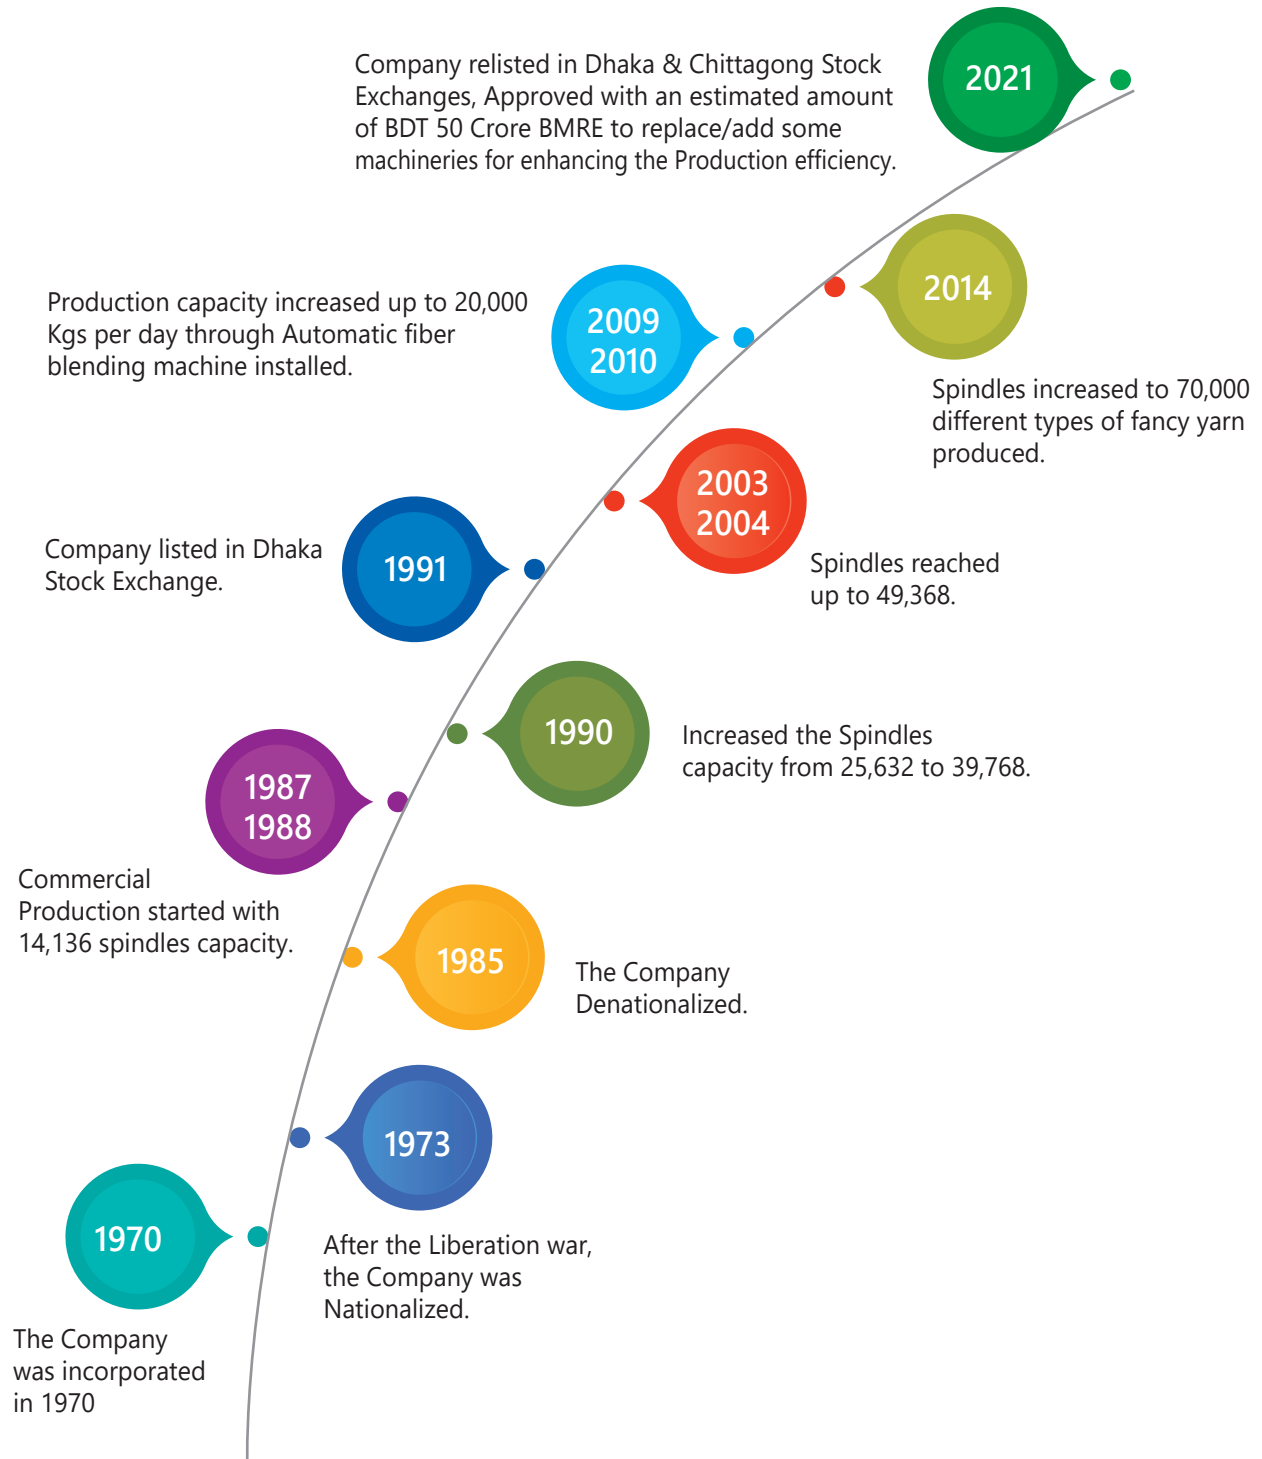 Company relisted in Dhaka & Chittagong Stock
Exchanges, Approved with an estimated amount
of BDT 50 Crore BMRE to replace/add some
machineries for enhancing the Production efficiency.
2021
2014
Spindles increased to 70,000
different types of fancy yarn
produced.
Production capacity increased up to 20,000
Kgs per day through Automatic fiber
blending machine installed.
2009
2010
2003
2004
Spindles reached
up to 49,368.
Company listed in Dhaka
Stock Exchange.
1991
1990
Increased the Spindles
capacity from 25,632 to 39,768.
1987
1988
Commercial
Production started with
14,136 spindles capacity.
1985
The Company
Denationalized.
1973
After the Liberation war,
the Company was
Nationalized.
1970
The Company
was incorporated
in 1970